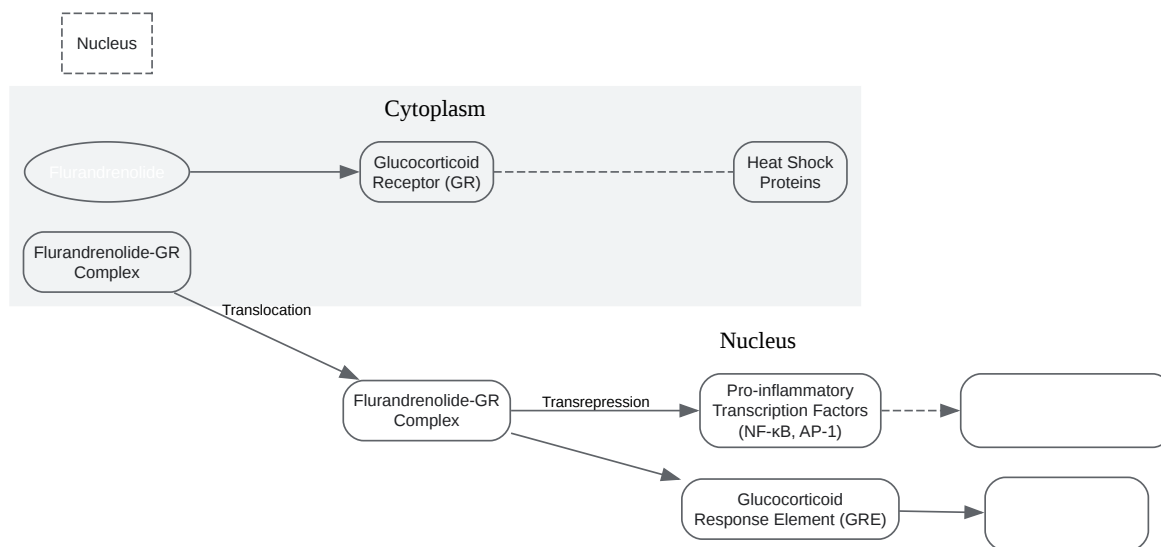 Nucleus
Cytoplasm
Flurandrenolide
Glucocorticoid
Receptor (GR)
Heat Shock
Proteins
Flurandrenolide-GR
Complex
Translocation
Nucleus
Flurandrenolide-GR
Complex
Transrepression
Pro-inflammatory
Transcription Factors
(NF-κB, AP-1)
Glucocorticoid
Response Element (GRE)